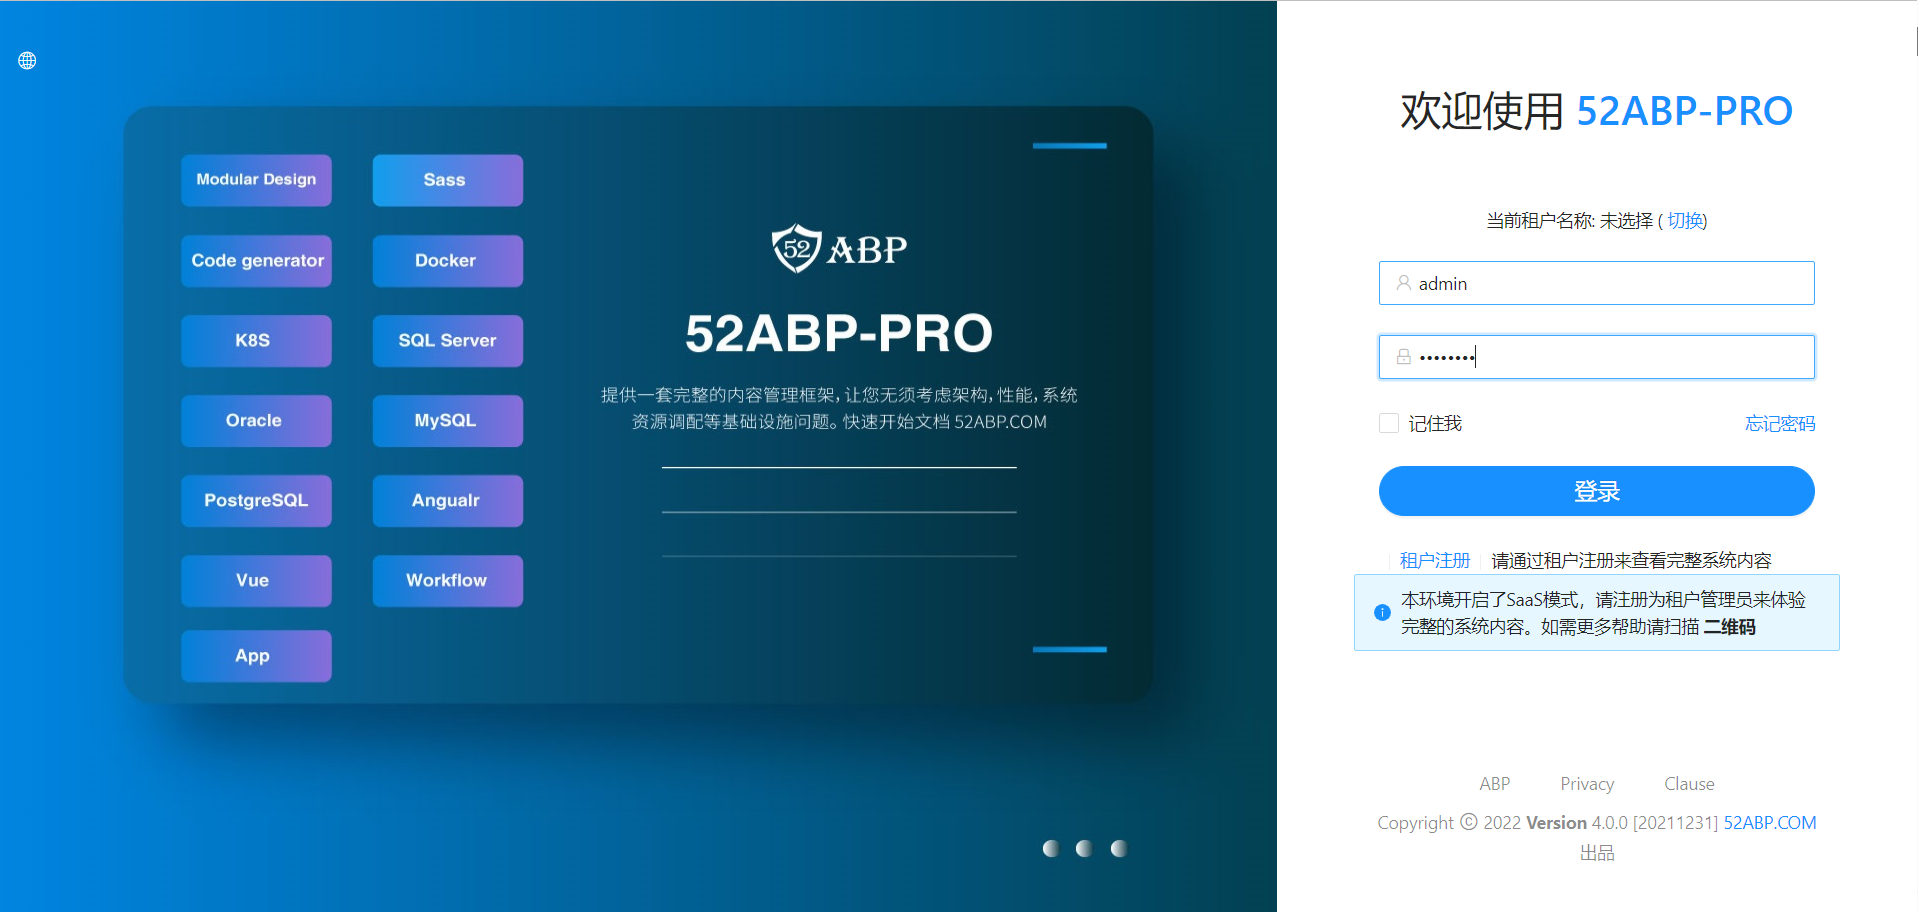 Modular Design
Sass
Code generator
Docker
K8S
SQL Server
Oracle
MySQL
PostgreSQL
Angualr
Vue
Workflow
App
52 ABP
52ABP-PRO
提供一套完整的内容管理框架，让您无须考虑架构，性能，系统
资源调配等基础设施问题。快速开始文档 52ABP.COM
欢迎使用 52ABP-PRO
当前租户名称: 未选择 ( 切换)
admin
••••••••
记住我 忘记密码
登录
租户注册 请通过租户注册来查看完整系统内容
本环境开启了SaaS模式，请注册为租户管理员来体验
完整的系统内容。如需更多帮助请扫描 二维码
ABP Privacy Clause
Copyright © 2022 Version 4.0.0 [20211231] 52ABP.COM
出品